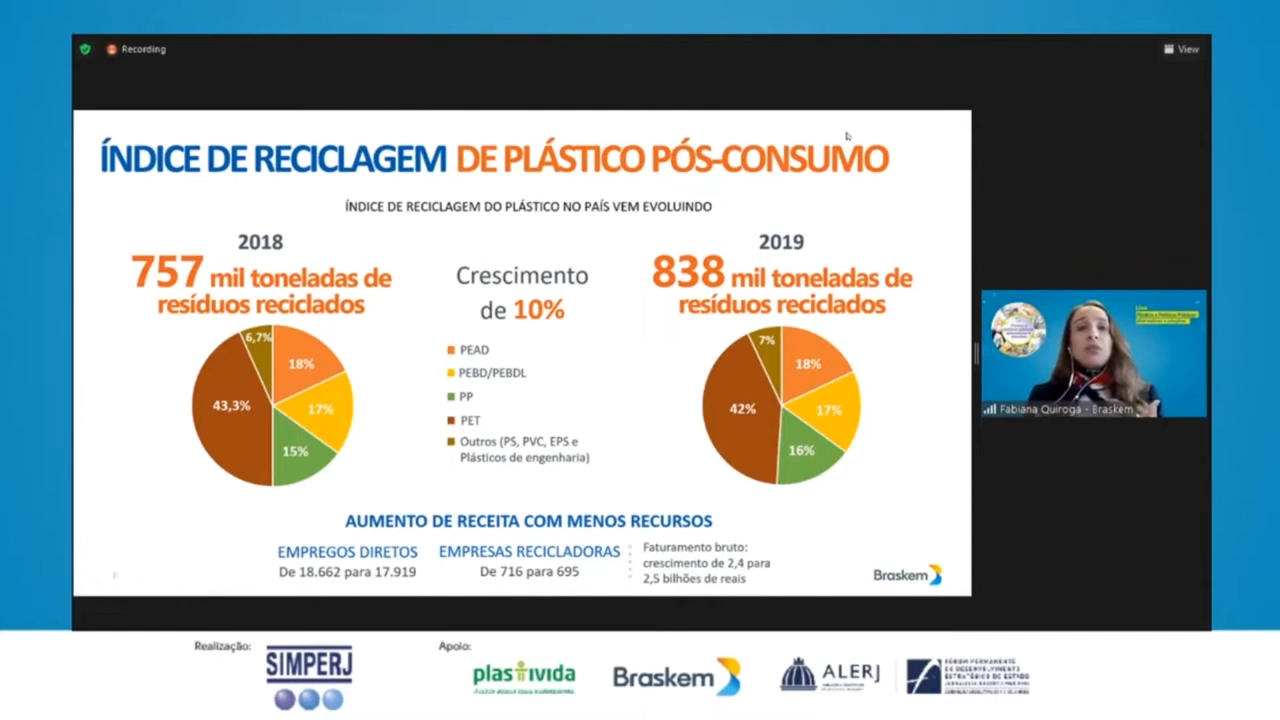 Recording
View
ÍNDICE DE RECICLAGEM DE PLÁSTICO PÓS-CONSUMO
ÍNDICE DE RECICLAGEM DO PLÁSTICO NO PAÍS VEM EVOLUINDO
2018
757 mil toneladas de
resíduos reciclados
6,7%
18%
43,3%
17%
15%
Crescimento
de 10%
PEAD
PEBD/PEBDL
PP
PET
Outros (PS, PVC, EPS e
Plásticos de engenharia)
2019
838 mil toneladas de
resíduos reciclados
7%
18%
42%
17%
16%
Fabiana Quiroga - Braskem
AUMENTO DE RECEITA COM MENOS RECURSOS
EMPREGOS DIRETOS
De 18.662 para 17.919
EMPRESAS RECICLADORAS
De 716 para 695
Faturamento bruto:
crescimento de 2,4 para
2,5 bilhões de reais
Braskem
Realização:
SIMPERJ
Apoio:
plastivida
Braskem
ALERJ
FÓRUM PERMANENTE
DE DESENVOLVIMENTO
ESTRATÉGICO DO ESTADO